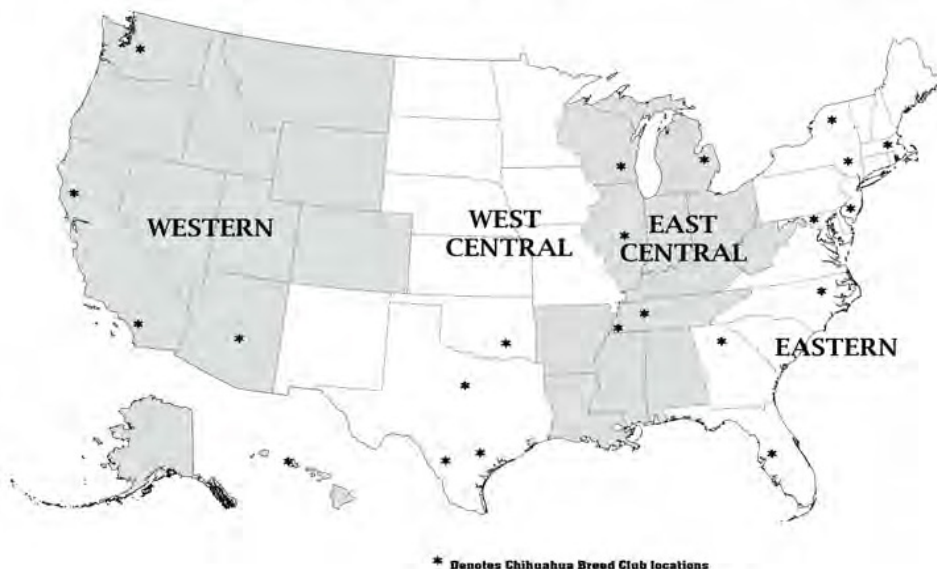 WESTERN
WEST
CENTRAL
EAST
CENTRAL
EASTERN
* Denotes Chihuahua Breed Club locations